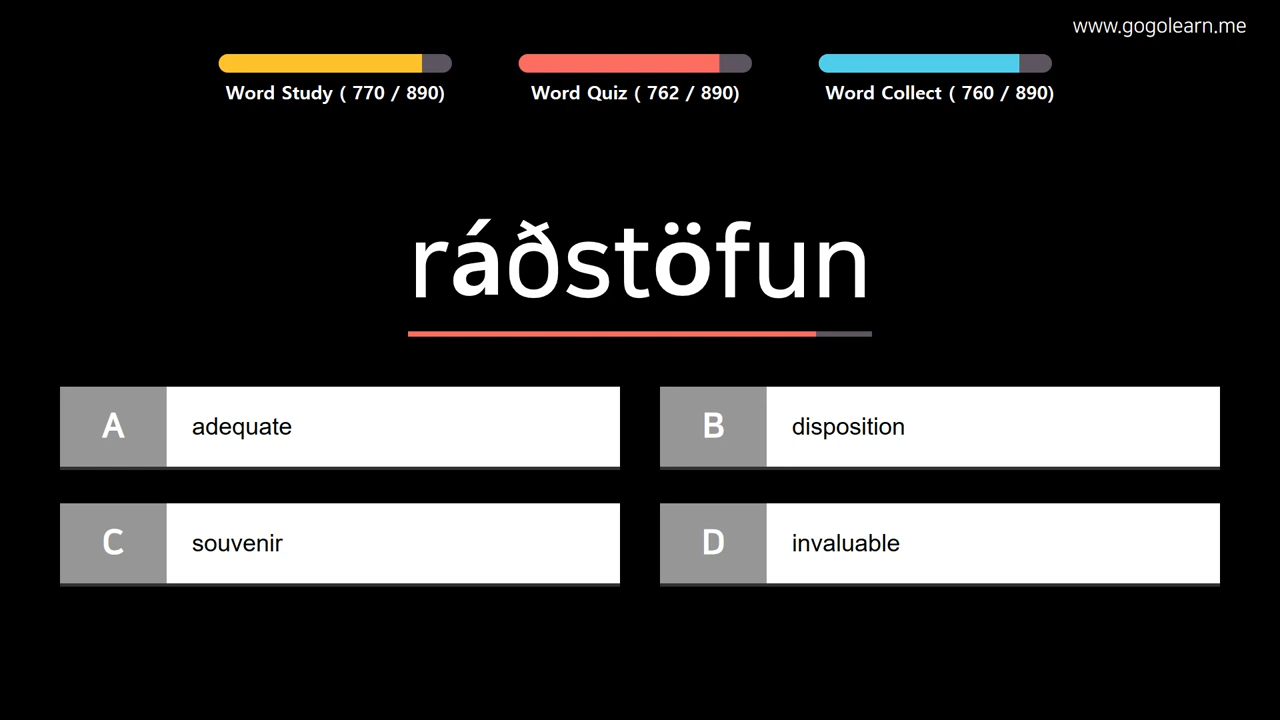 www.gogolearn.me
Word Study ( 770 / 890)
Word Quiz ( 762 / 890)
Word Collect ( 760 / 890)
ráðstöfun
A adequate
B disposition
C souvenir
D invaluable